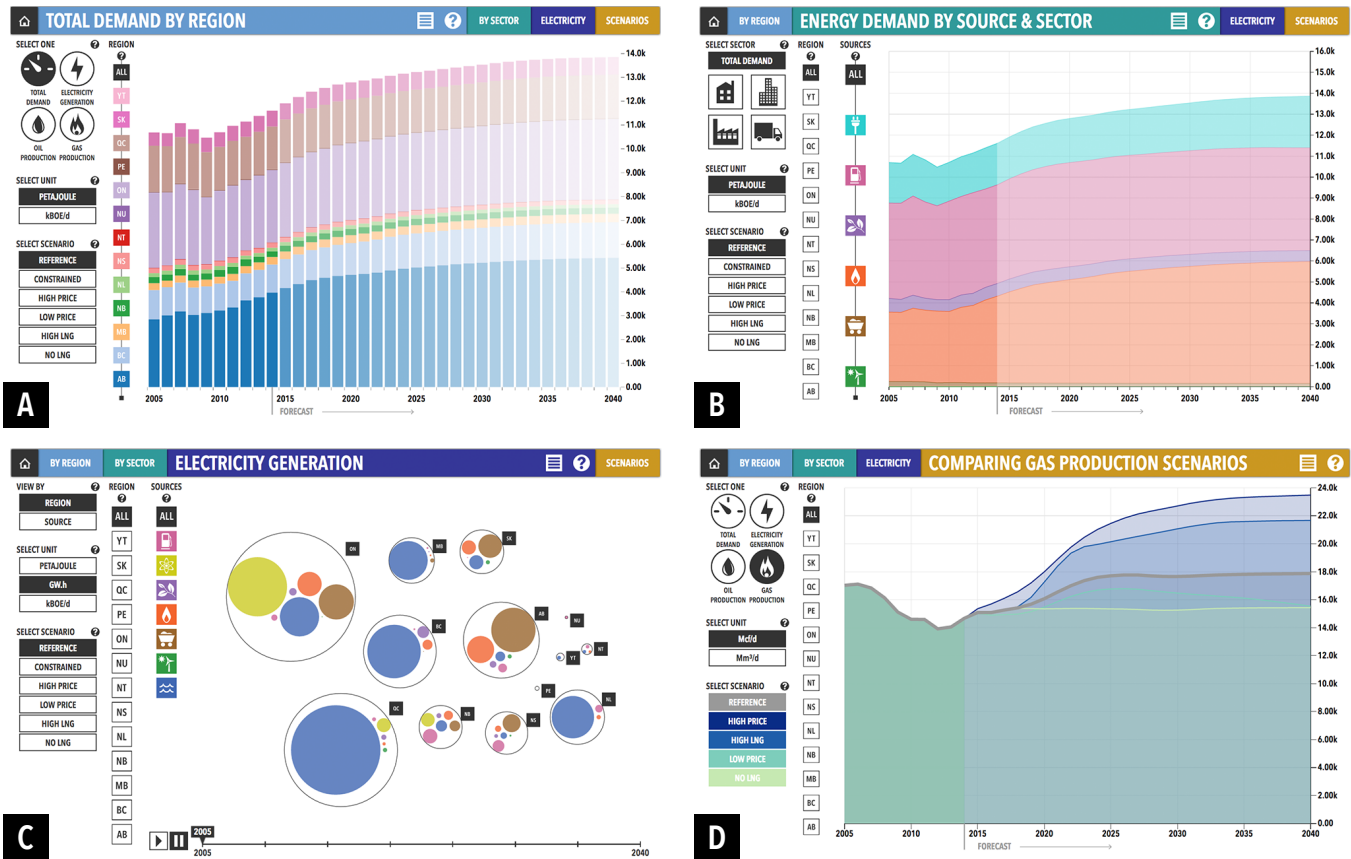 TOTAL DEMAND BY REGION
?
BY SECTOR
ELECTRICITY
SCENARIOS
SELECT ONE ?
TOTAL DEMAND
ELECTRICITY GENERATION
OIL PRODUCTION
GAS PRODUCTION
SELECT UNIT ?
PETAJOULE
kBOE/d
SELECT SCENARIO ?
REFERENCE
CONSTRAINED
HIGH PRICE
LOW PRICE
HIGH LNG
NO LNG
REGION
?
ALL
YT
SK
QC
PE
ON
NU
NT
NS
NL
NB
MB
BC
AB
14.0k
13.0k
12.0k
11.0k
10.0k
9.00k
8.00k
7.00k
6.00k
5.00k
4.00k
3.00k
2.00k
1.00k
0.00
2005 2010 2015 2020 2025 2030 2035 2040
FORECAST
A
BY REGION
ENERGY DEMAND BY SOURCE & SECTOR
?
ELECTRICITY
SCENARIOS
SELECT SECTOR ?
TOTAL DEMAND
SELECT UNIT ?
PETAJOULE
kBOE/d
SELECT SCENARIO ?
REFERENCE
CONSTRAINED
HIGH PRICE
LOW PRICE
HIGH LNG
NO LNG
REGION
?
ALL
YT
SK
QC
PE
ON
NU
NT
NS
NL
NB
MB
BC
AB
SOURCES
?
ALL
16.0k
15.0k
14.0k
13.0k
12.0k
11.0k
10.0k
9.00k
8.00k
7.00k
6.00k
5.00k
4.00k
3.00k
2.00k
1.00k
0.00
2005 2010 2015 2020 2025 2030 2035 2040
FORECAST
B
BY REGION
BY SECTOR
ELECTRICITY GENERATION
?
SCENARIOS
VIEW BY ?
REGION
SOURCE
SELECT UNIT ?
PETAJOULE
GW.h
kBOE/d
SELECT SCENARIO ?
REFERENCE
CONSTRAINED
HIGH PRICE
LOW PRICE
HIGH LNG
NO LNG
REGION
?
ALL
YT
SK
QC
PE
ON
NU
NT
NS
NL
NB
MB
BC
AB
SOURCES
?
ALL
ON
MB
SK
BC
AB
NU
NT
YT
PE
QC
NB
NS
NL
2005
2005 2040
C
BY REGION
BY SECTOR
ELECTRICITY
COMPARING GAS PRODUCTION SCENARIOS
?
SELECT ONE ?
TOTAL DEMAND
ELECTRICITY GENERATION
OIL PRODUCTION
GAS PRODUCTION
SELECT UNIT ?
Mcf/d
Mm³/d
SELECT SCENARIO ?
REFERENCE
HIGH PRICE
HIGH LNG
LOW PRICE
NO LNG
REGION
?
ALL
YT
SK
QC
PE
ON
NU
NT
NS
NL
NB
MB
BC
AB
24.0k
22.0k
20.0k
18.0k
16.0k
14.0k
12.0k
10.0k
8.00k
6.00k
4.00k
2.00k
0.00
2005 2010 2015 2020 2025 2030 2035 2040
FORECAST
D